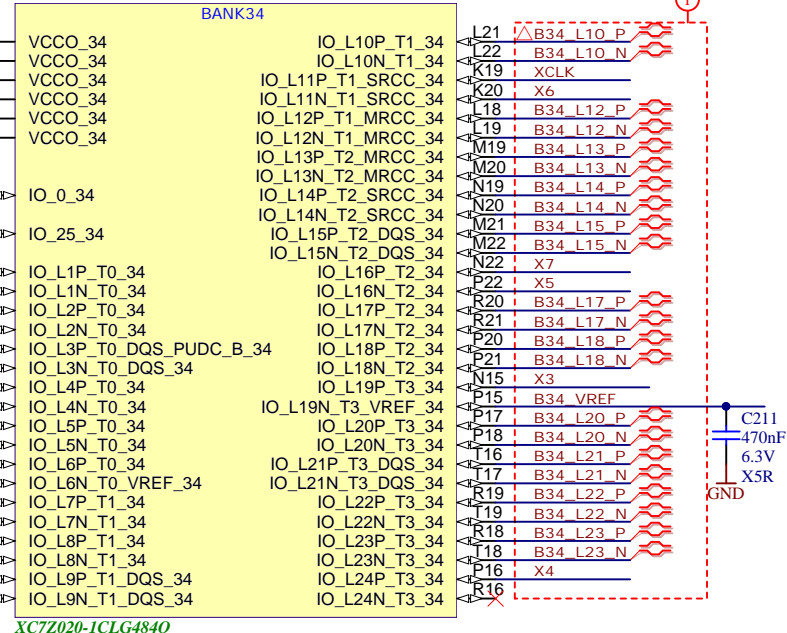 1
BANK34
VCCO_34
VCCO_34
VCCO_34
VCCO_34
VCCO_34
VCCO_34
IO_0_34
IO_25_34
IO_L1P_T0_34
IO_L1N_T0_34
IO_L2P_T0_34
IO_L2N_T0_34
IO_L3P_T0_DQS_PUDC_B_34
IO_L3N_T0_DQS_34
IO_L4P_T0_34
IO_L4N_T0_34
IO_L5P_T0_34
IO_L5N_T0_34
IO_L6P_T0_34
IO_L6N_T0_VREF_34
IO_L7P_T1_34
IO_L7N_T1_34
IO_L8P_T1_34
IO_L8N_T1_34
IO_L9P_T1_DQS_34
IO_L9N_T1_DQS_34
IO_L10P_T1_34 L21 B34_L10_P
IO_L10N_T1_34 L22 B34_L10_N
IO_L11P_T1_SRCC_34 K19 XCLK
IO_L11N_T1_SRCC_34 K20 X6
IO_L12P_T1_MRCC_34 L18 B34_L12_P
IO_L12N_T1_MRCC_34 L19 B34_L12_N
IO_L13P_T2_MRCC_34 M19 B34_L13_P
IO_L13N_T2_MRCC_34 M20 B34_L13_N
IO_L14P_T2_SRCC_34 N19 B34_L14_P
IO_L14N_T2_SRCC_34 N20 B34_L14_N
IO_L15P_T2_DQS_34 M21 B34_L15_P
IO_L15N_T2_DQS_34 M22 B34_L15_N
IO_L16P_T2_34 N22 X7
IO_L16N_T2_34 P22 X5
IO_L17P_T2_34 R20 B34_L17_P
IO_L17N_T2_34 R21 B34_L17_N
IO_L18P_T2_34 P20 B34_L18_P
IO_L18N_T2_34 P21 B34_L18_N
IO_L19P_T3_34 N15 X3
IO_L19N_T3_VREF_34 P15 B34_VREF
IO_L20P_T3_34 P17 B34_L20_P
IO_L20N_T3_34 P18 B34_L20_N
IO_L21P_T3_DQS_34 T16 B34_L21_P
IO_L21N_T3_DQS_34 T17 B34_L21_N
IO_L22P_T3_34 R19 B34_L22_P
IO_L22N_T3_34 T19 B34_L22_N
IO_L23P_T3_34 R18 B34_L23_P
IO_L23N_T3_34 T18 B34_L23_N
IO_L24P_T3_34 P16 X4
IO_L24N_T3_34 R16
C211
470nF
6.3V
X5R
GND
XC7Z020-1CLG484O